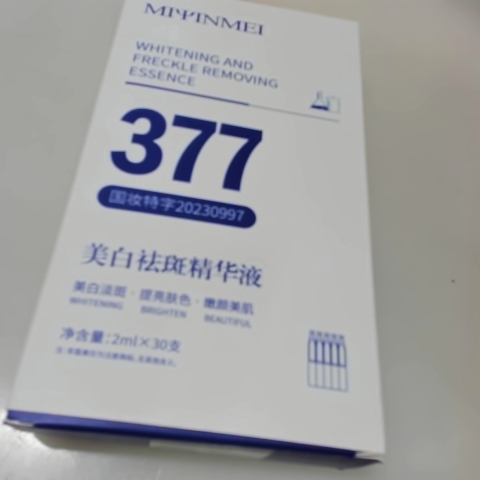 WHITENING AND
FRECKLE REMOVING
ESSENCE
377
国妆特字20230997
美白祛斑精华液
美白淡斑 · 提亮肤色 · 嫩颜美肌
WHITENING BRIGHTEN BEAUTIFUL
净含量:2ml×30支